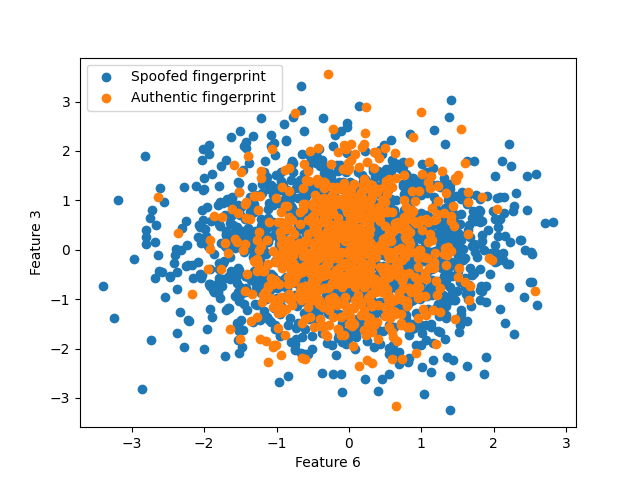 Spoofed fingerprint
Authentic fingerprint
3
2
1
0
−1
−2
−3
Feature 3
−3 −2 −1 0 1 2 3
Feature 6